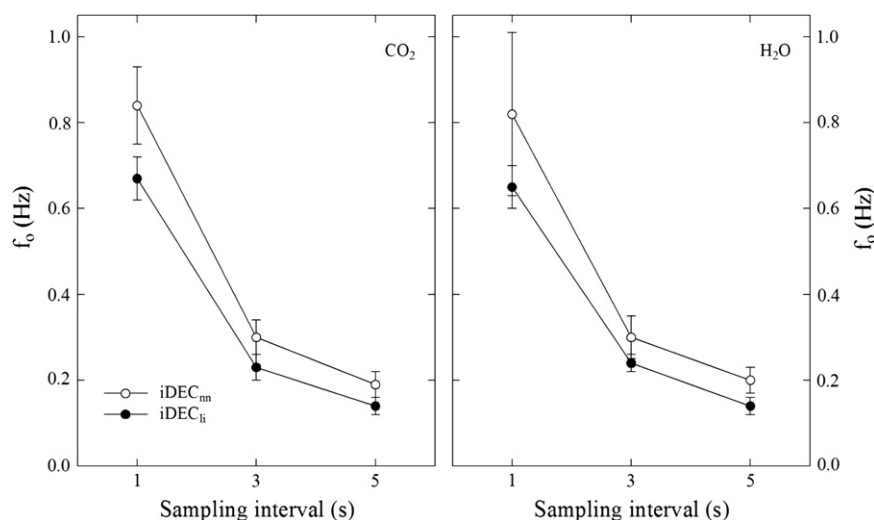 1.0
0.8
0.6
0.4
0.2
0.0
f₀ (Hz)
CO₂
iDECₙₙ
iDECₗᵢ
1 3 5
Sampling interval (s)
H₂O
1 3 5
Sampling interval (s)
1.0
0.8
0.6
0.4
0.2
0.0
f₀ (Hz)